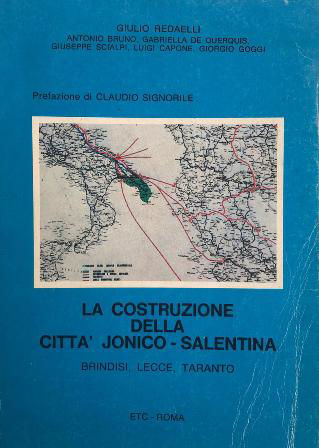 GIULIO REDAELLI
ANTONIO BRUNO, GABRIELLA DE QUERQUIS,
GIUSEPPE SCIALPI, LUIGI CAPONE, GIORGIO GOGGI
Prefazione di CLAUDIO SIGNORILE
LA COSTRUZIONE
DELLA
CITTA' JONICO - SALENTINA
BRINDISI, LECCE, TARANTO
ETC - ROMA